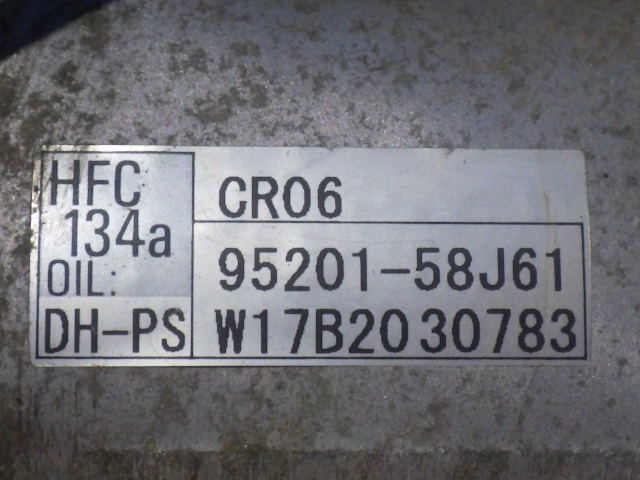 HFC
134a
OIL:
DH-PS
CR06
95201-58J61
W17B2030783